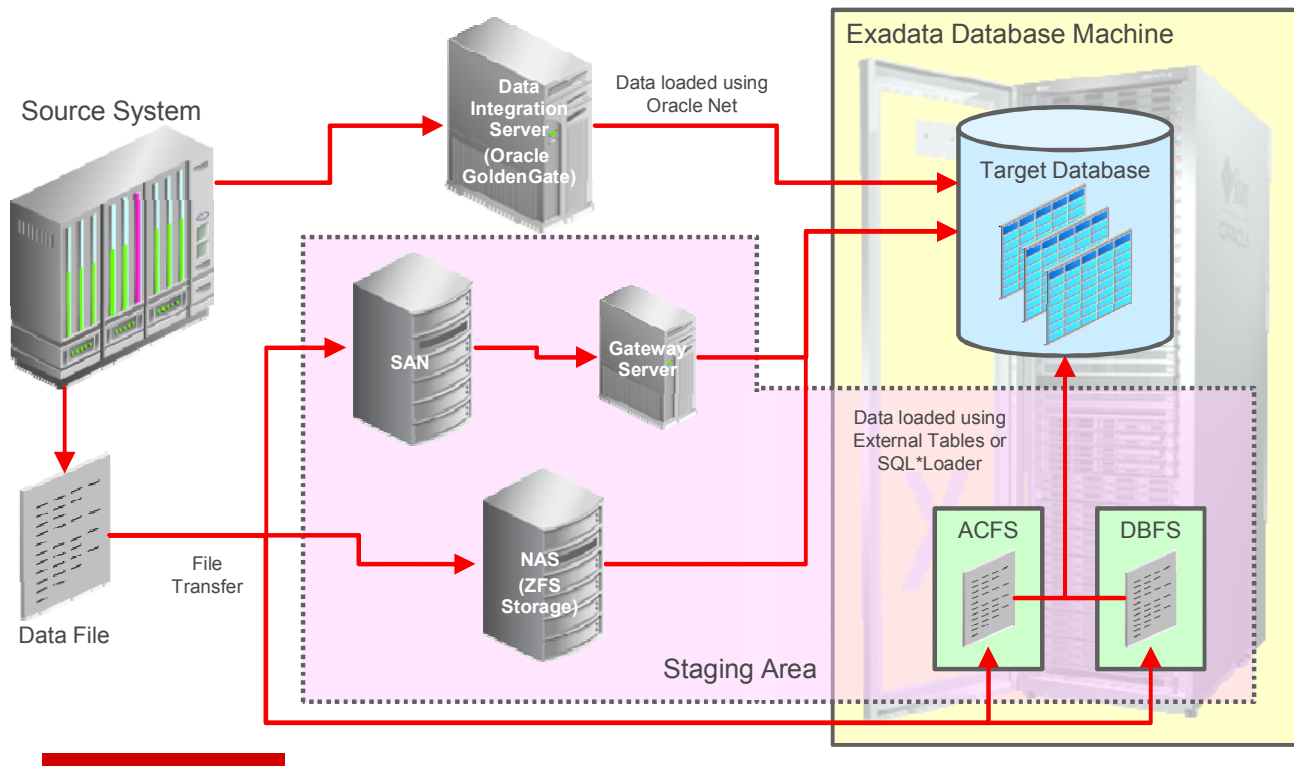 Exadata Database Machine
Source System
Data
Integration
Server
(Oracle
GoldenGate)
Data loaded using
Oracle Net
Target Database
SAN
Gateway
Server
Data loaded using
External Tables or
SQL*Loader
ACFS
DBFS
NAS
(ZFS
Storage)
File
Transfer
Data File
Staging Area
Sun
ORACLE
X